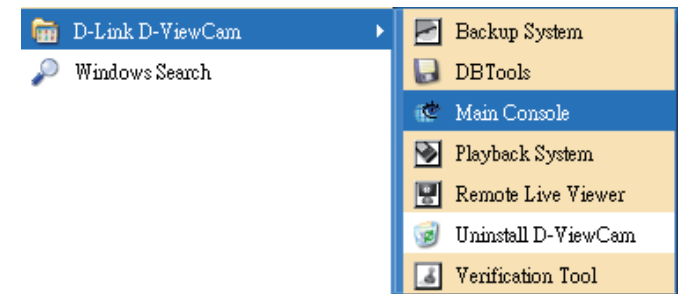 D-Link D-ViewCam
Windows Search
Backup System
DBTools
Main Console
Playback System
Remote Live Viewer
Uninstall D-ViewCam
Verification Tool